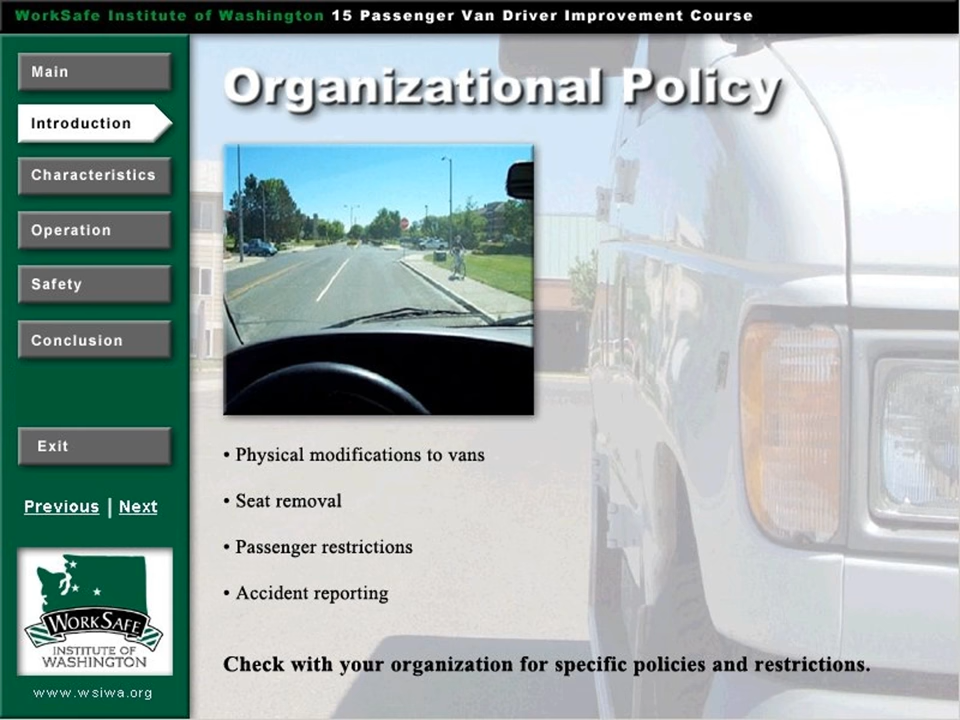 WorkSafe Institute of Washington 15 Passenger Van Driver Improvement Course
Main
Introduction
Characteristics
Operation
Safety
Conclusion
Exit
Previous | Next
WORKSAFE
INSTITUTE OF
WASHINGTON
www.wsiwa.org
Organizational Policy
• Physical modifications to vans
• Seat removal
• Passenger restrictions
• Accident reporting
Check with your organization for specific policies and restrictions.